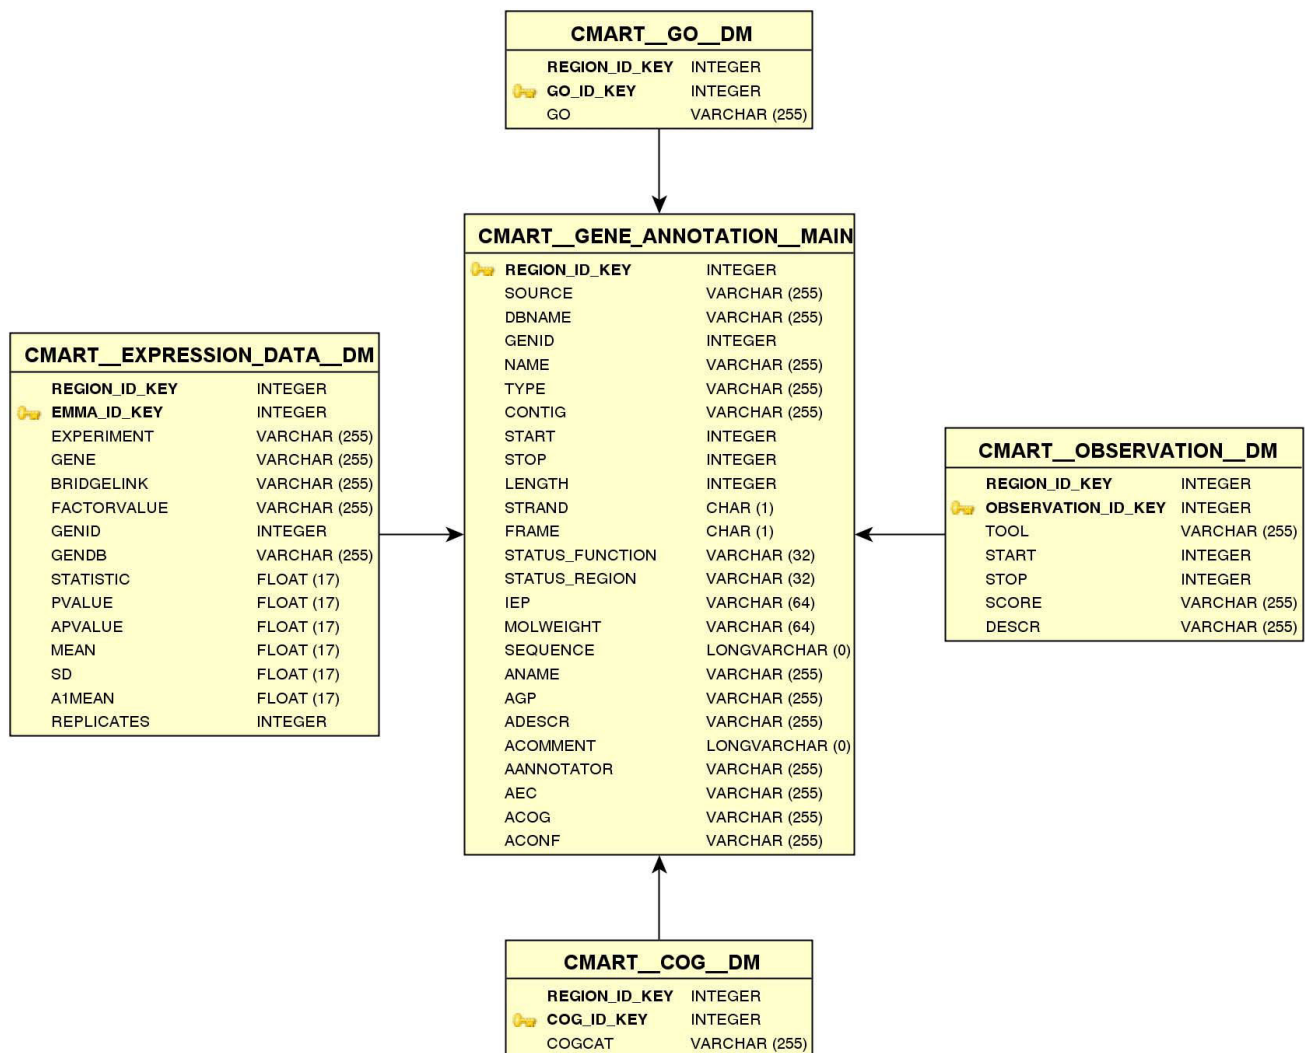 CMART__GO__DM
REGION_ID_KEY INTEGER
GO_ID_KEY INTEGER
GO VARCHAR (255)
CMART__GENE_ANNOTATION__MAIN
REGION_ID_KEY INTEGER
SOURCE VARCHAR (255)
DBNAME VARCHAR (255)
GENID INTEGER
NAME VARCHAR (255)
TYPE VARCHAR (255)
CONTIG VARCHAR (255)
START INTEGER
STOP INTEGER
LENGTH INTEGER
STRAND CHAR (1)
FRAME CHAR (1)
STATUS_FUNCTION VARCHAR (32)
STATUS_REGION VARCHAR (32)
IEP VARCHAR (64)
MOLWEIGHT VARCHAR (64)
SEQUENCE LONGVARCHAR (0)
ANAME VARCHAR (255)
AGP VARCHAR (255)
ADESCR VARCHAR (255)
ACOMMENT LONGVARCHAR (0)
AANNOTATOR VARCHAR (255)
AEC VARCHAR (255)
ACOG VARCHAR (255)
ACONF VARCHAR (255)
CMART__EXPRESSION_DATA__DM
REGION_ID_KEY INTEGER
EMMA_ID_KEY INTEGER
EXPERIMENT VARCHAR (255)
GENE VARCHAR (255)
BRIDGELINK VARCHAR (255)
FACTORVALUE VARCHAR (255)
GENID INTEGER
GENDB VARCHAR (255)
STATISTIC FLOAT (17)
PVALUE FLOAT (17)
APVALUE FLOAT (17)
MEAN FLOAT (17)
SD FLOAT (17)
A1MEAN FLOAT (17)
REPLICATES INTEGER
CMART__OBSERVATION__DM
REGION_ID_KEY INTEGER
OBSERVATION_ID_KEY INTEGER
TOOL VARCHAR (255)
START INTEGER
STOP INTEGER
SCORE VARCHAR (255)
DESCR VARCHAR (255)
CMART__COG__DM
REGION_ID_KEY INTEGER
COG_ID_KEY INTEGER
COGCAT VARCHAR (255)